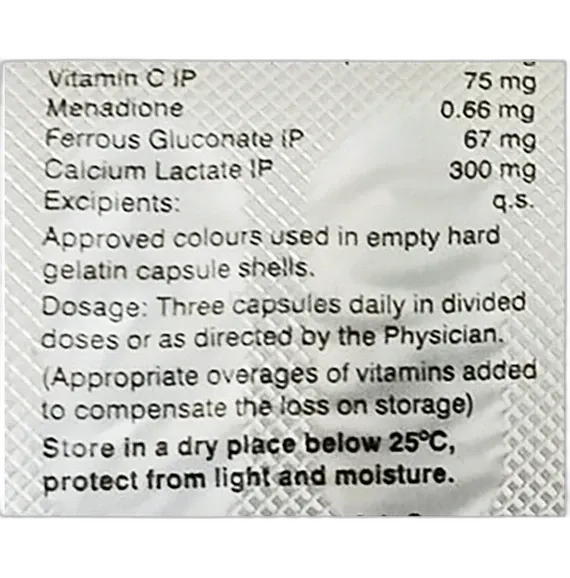 Vitamin C IP 75 mg
Menadione 0.66 mg
Ferrous Gluconate IP 67 mg
Calcium Lactate IP 300 mg
Excipients: q.s.
Approved colours used in empty hard
gelatin capsule shells.
Dosage: Three capsules daily in divided
doses or as directed by the Physician.
(Appropriate overages of vitamins added
to compensate the loss on storage)
Store in a dry place below 25°C,
protect from light and moisture.